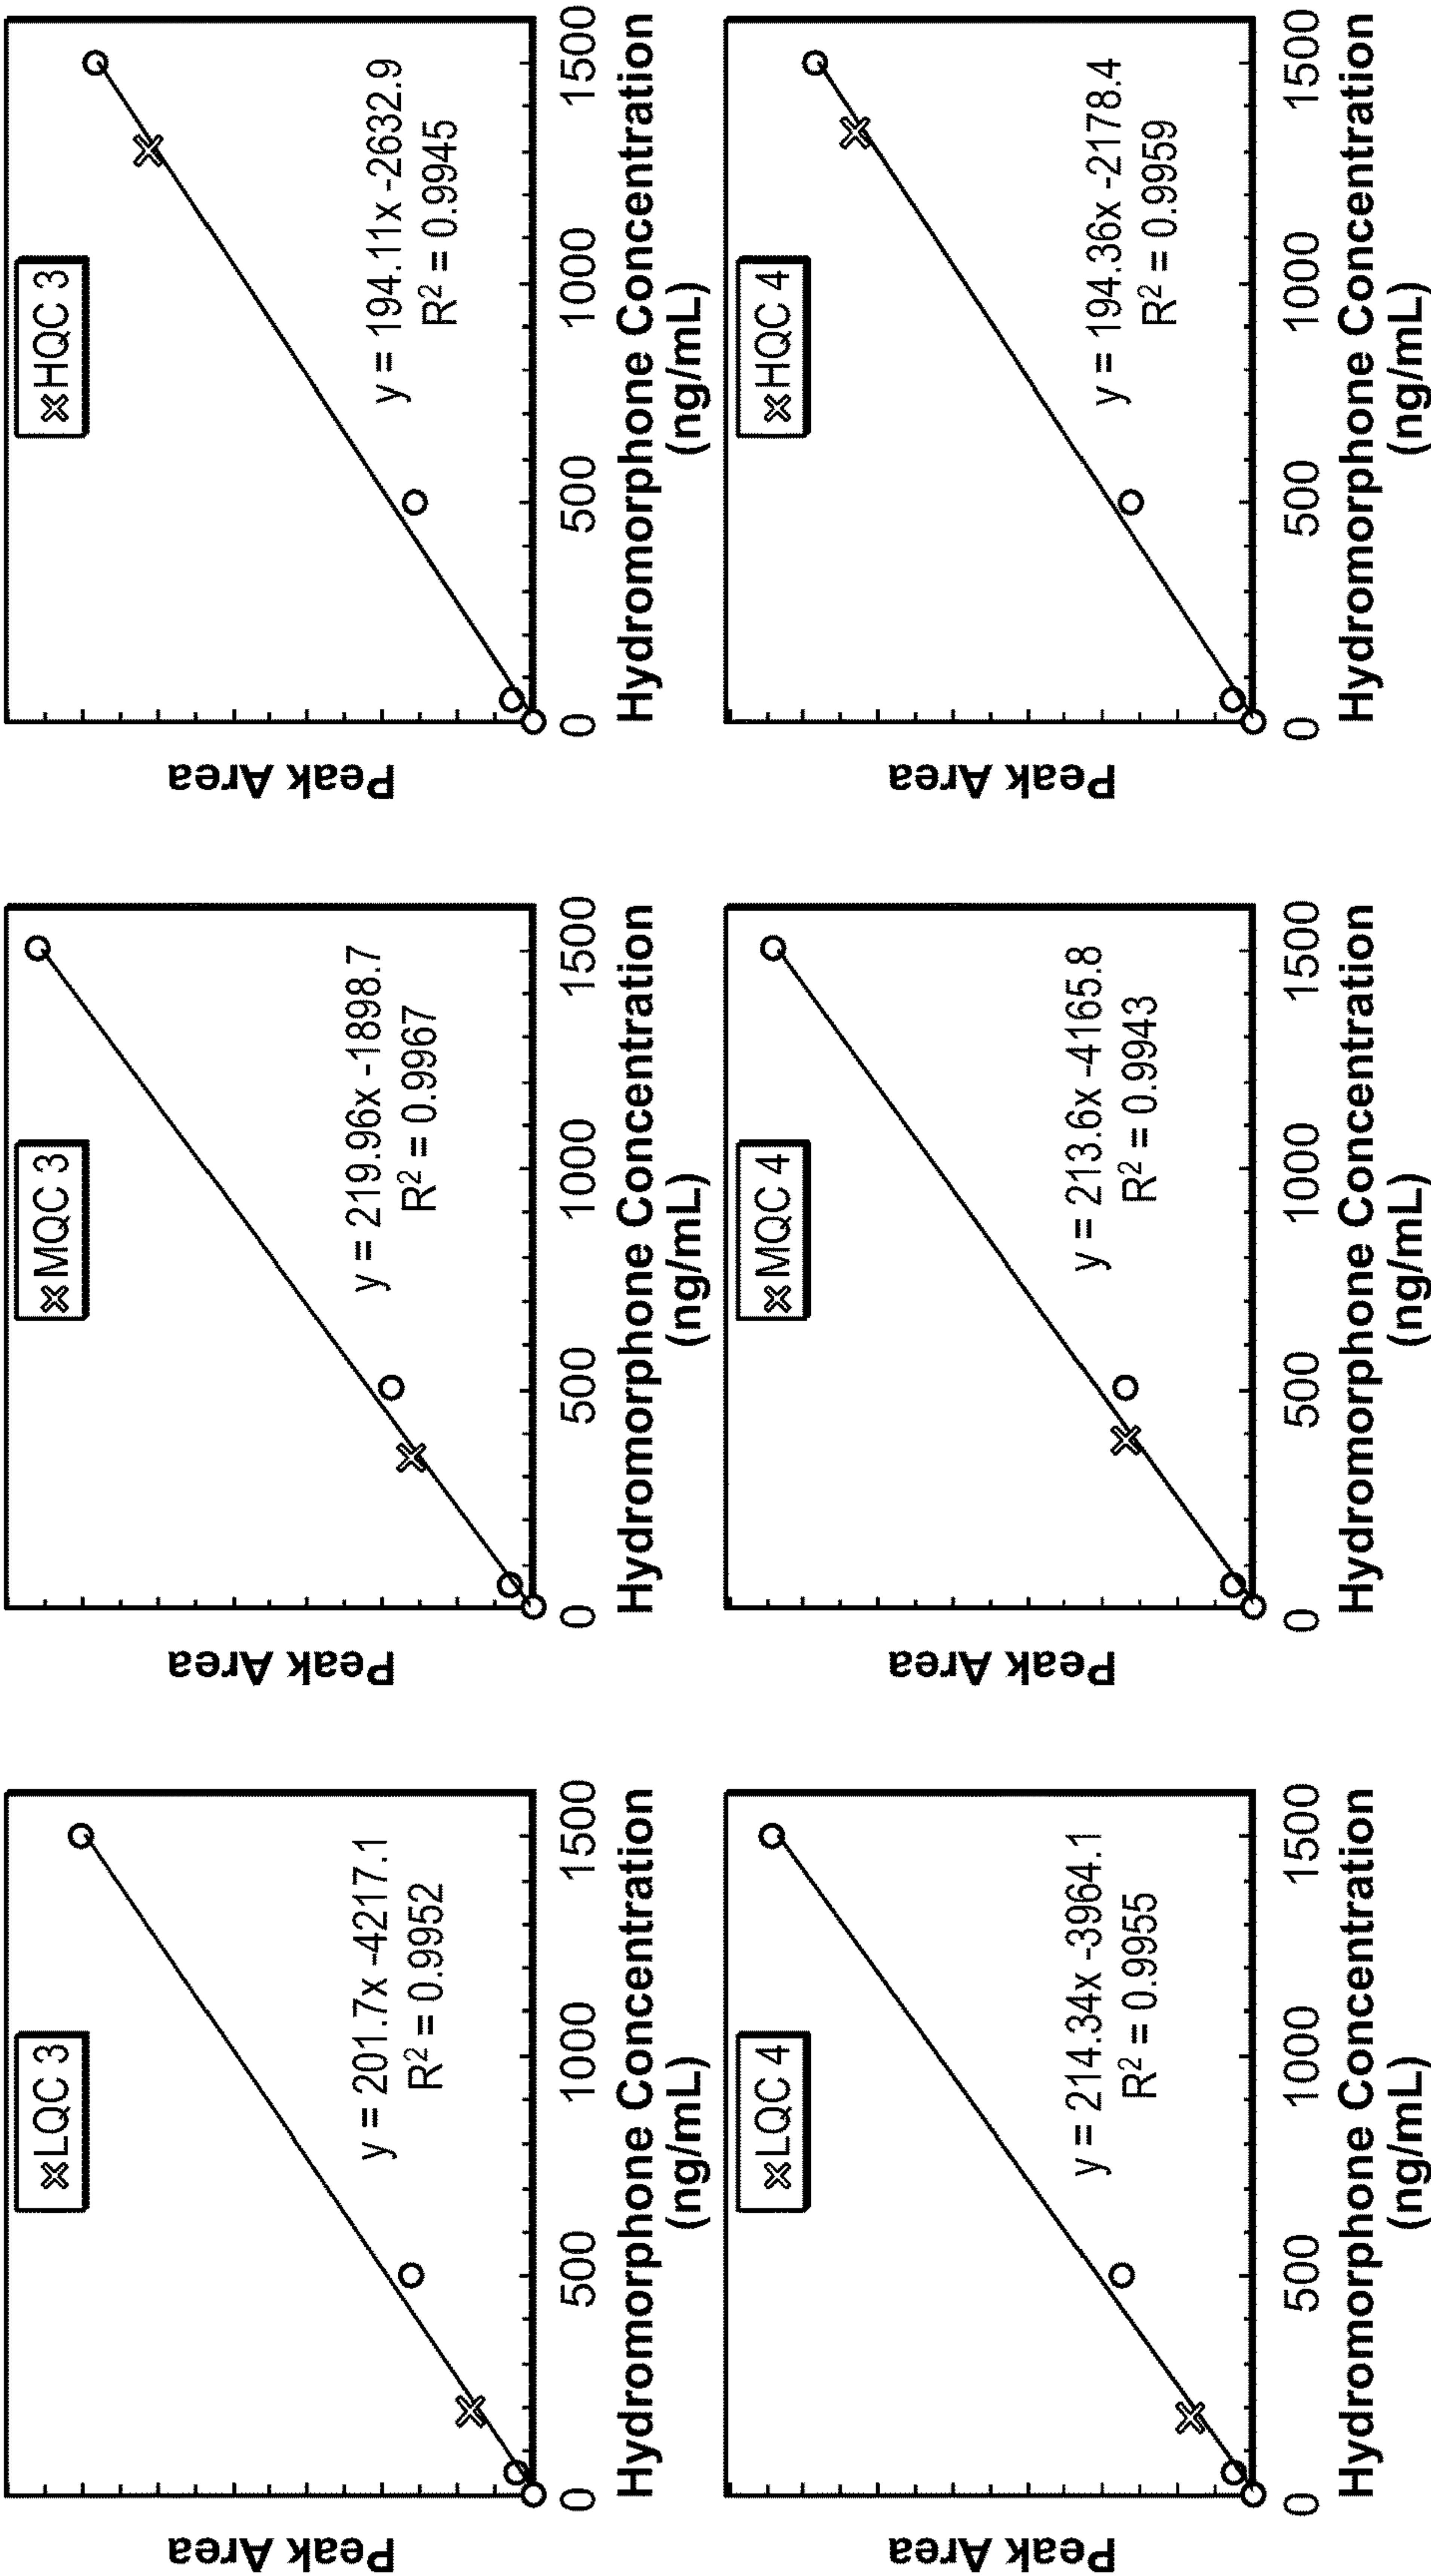 LQC 3
y = 201.7x -4217.1
R² = 0.9952
Peak Area
0 500 1000 1500
Hydromorphone Concentration
(ng/mL)
MQC 3
y = 219.96x -1898.7
R² = 0.9967
Peak Area
0 500 1000 1500
Hydromorphone Concentration
(ng/mL)
HQC 3
y = 194.11x -2632.9
R² = 0.9945
Peak Area
0 500 1000 1500
Hydromorphone Concentration
(ng/mL)
LQC 4
y = 214.34x -3964.1
R² = 0.9955
Peak Area
0 500 1000 1500
Hydromorphone Concentration
(ng/mL)
MQC 4
y = 213.6x -4165.8
R² = 0.9943
Peak Area
0 500 1000 1500
Hydromorphone Concentration
(ng/mL)
HQC 4
y = 194.36x -2178.4
R² = 0.9959
Peak Area
0 500 1000 1500
Hydromorphone Concentration
(ng/mL)